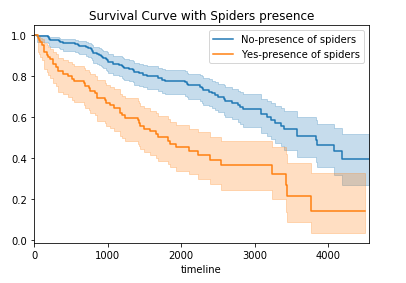 Survival Curve with Spiders presence
No-presence of spiders
Yes-presence of spiders
1.0
0.8
0.6
0.4
0.2
0.0
0 1000 2000 3000 4000
timeline